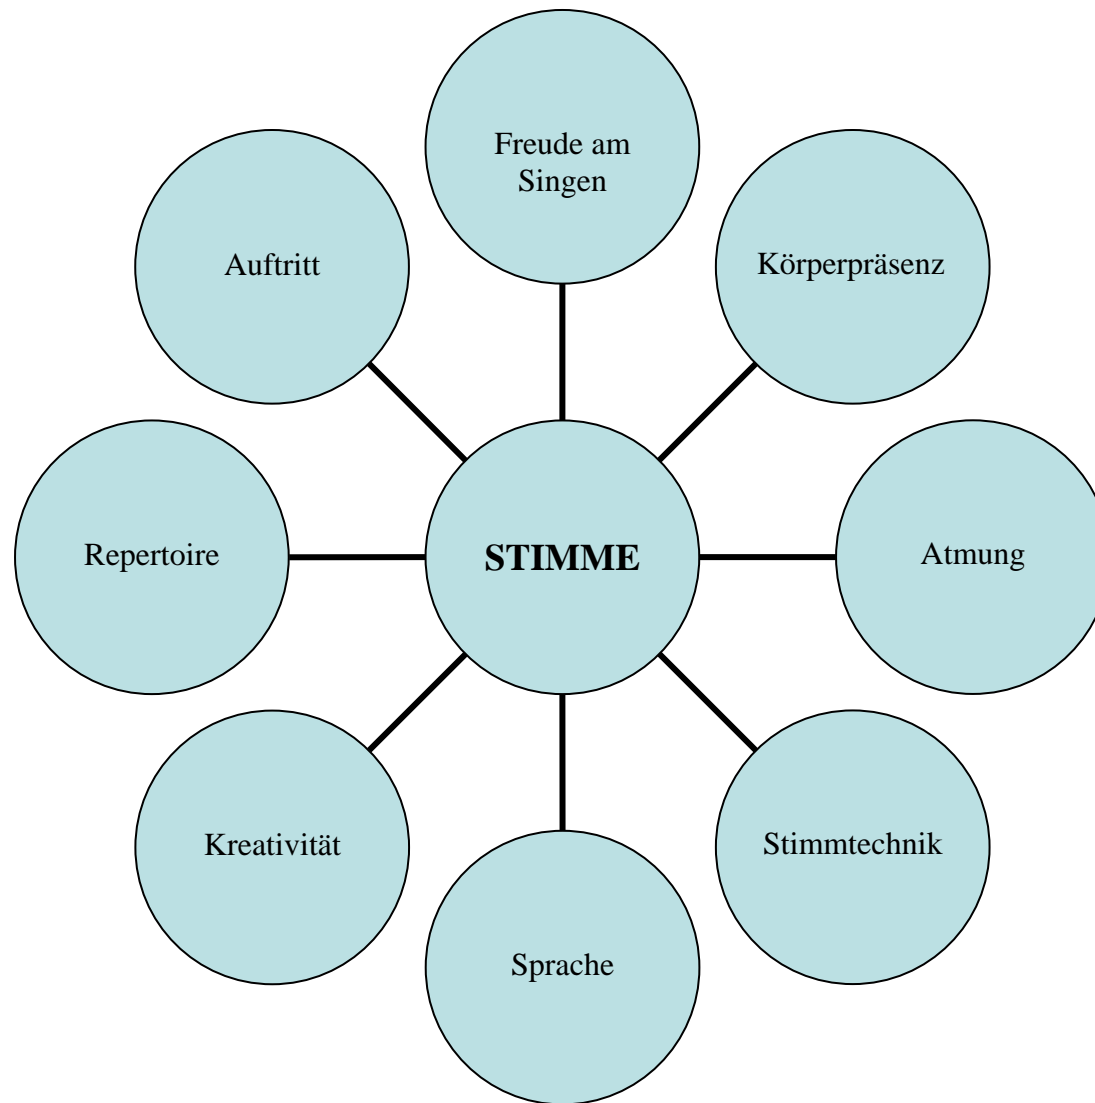 Freude am
Singen
Auftritt
Körperpräsenz
Repertoire
STIMME
Atmung
Kreativität
Stimmtechnik
Sprache